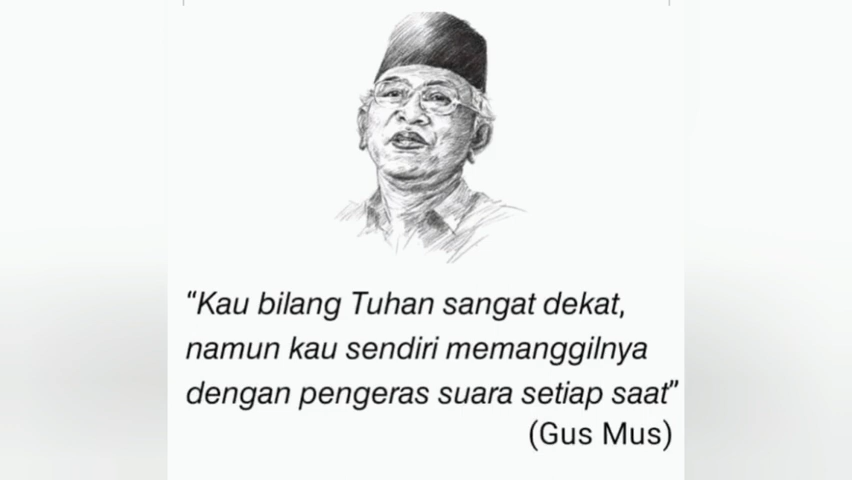 “Kau bilang Tuhan sangat dekat,
namun kau sendiri memanggilnya
dengan pengeras suara setiap saat”
(Gus Mus)